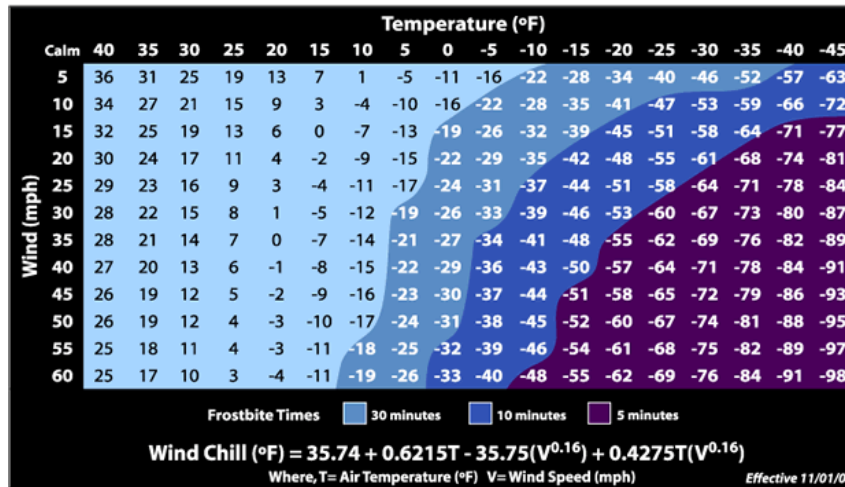 Temperature (ºF)
Calm 40 35 30 25 20 15 10 5 0 -5 -10 -15 -20 -25 -30 -35 -40 -45
5 36 31 25 19 13 7 1 -5 -11 -16 -22 -28 -34 -40 -46 -52 -57 -63
10 34 27 21 15 9 3 -4 -10 -16 -22 -28 -35 -41 -47 -53 -59 -66 -72
15 32 25 19 13 6 0 -7 -13 -19 -26 -32 -39 -45 -51 -58 -64 -71 -77
20 30 24 17 11 4 -2 -9 -15 -22 -29 -35 -42 -48 -55 -61 -68 -74 -81
25 29 23 16 9 3 -4 -11 -17 -24 -31 -37 -44 -51 -58 -64 -71 -78 -84
30 28 22 15 8 1 -5 -12 -19 -26 -33 -39 -46 -53 -60 -67 -73 -80 -87
35 28 21 14 7 0 -7 -14 -21 -27 -34 -41 -48 -55 -62 -69 -76 -82 -89
40 27 20 13 6 -1 -8 -15 -22 -29 -36 -43 -50 -57 -64 -71 -78 -84 -91
45 26 19 12 5 -2 -9 -16 -23 -30 -37 -44 -51 -58 -65 -72 -79 -86 -93
50 26 19 12 4 -3 -10 -17 -24 -31 -38 -45 -52 -60 -67 -74 -81 -88 -95
55 25 18 11 4 -3 -11 -18 -25 -32 -39 -46 -54 -61 -68 -75 -82 -89 -97
60 25 17 10 3 -4 -11 -19 -26 -33 -40 -48 -55 -62 -69 -76 -84 -91 -98
Wind (mph)
Frostbite Times 30 minutes 10 minutes 5 minutes
Wind Chill (ºF) = 35.74 + 0.6215T - 35.75(V^0.16) + 0.4275T(V^0.16)
Where, T= Air Temperature (ºF) V= Wind Speed (mph)
Effective 11/01/0